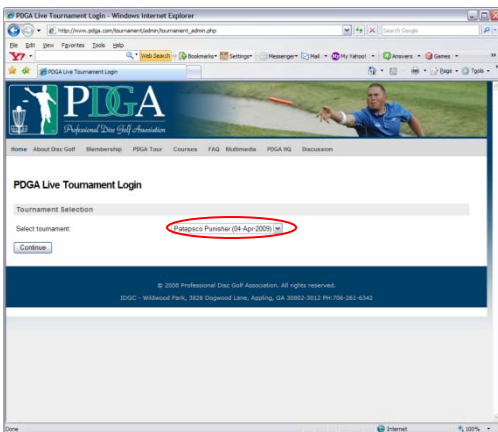 PDGA Live Tournament Login - Windows Internet Explorer
http://www.pdga.com/tournament/admin/tournament_admin.php
Search Google
File Edit View Favorites Tools Help
Web Search Bookmarks Settings Messenger Mail My Yahoo! Answers Games
PDGA Live Tournament Login
Page Tools
PDGA
Professional Disc Golf Association
Home About Disc Golf Membership PDGA Tour Courses FAQ Multimedia PDGA HQ Discussion
PDGA Live Tournament Login
Tournament Selection
Select tournament: Patapsco Punisher (04-Apr-2009)
Continue
© 2008 Professional Disc Golf Association. All rights reserved.
IDGC - Wildwood Park, 3828 Dogwood Lane, Appling, GA 30802-3012 PH:706-261-6342
Done Internet 100%